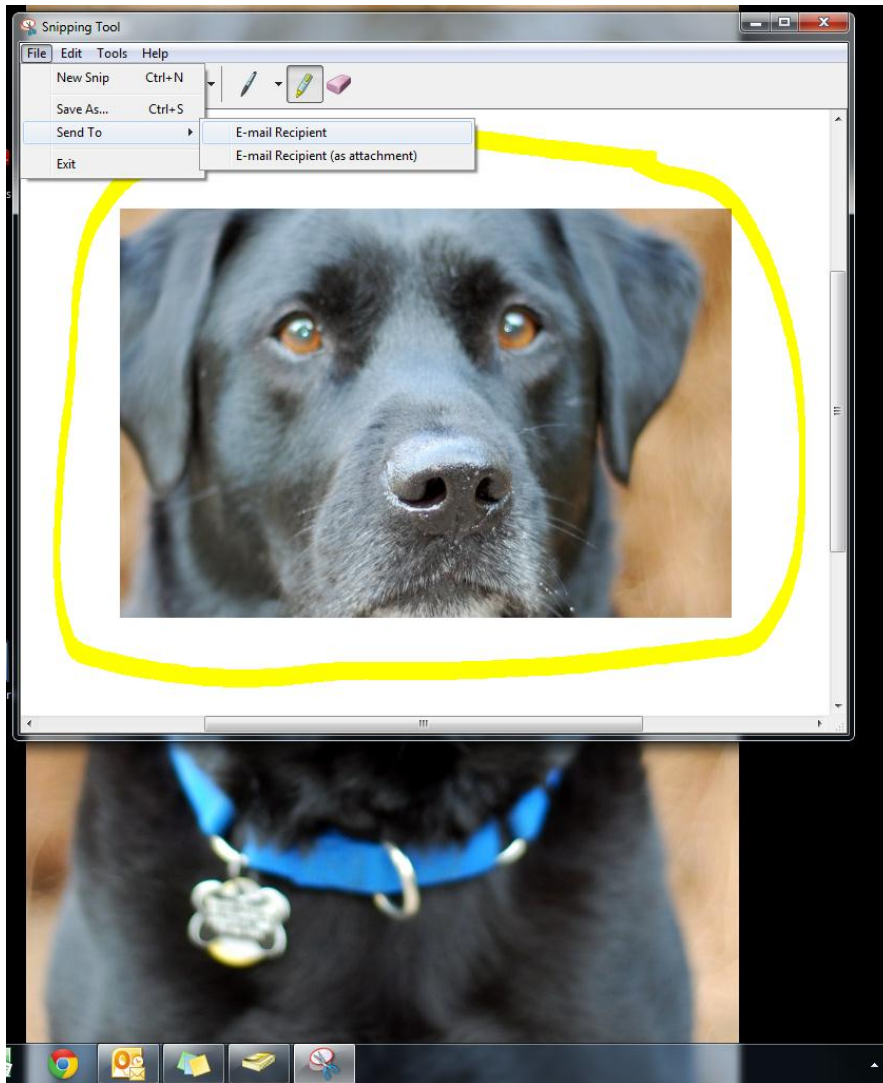 Snipping Tool
File Edit Tools Help
New Snip Ctrl+N
Save As... Ctrl+S
Send To
E-mail Recipient
E-mail Recipient (as attachment)
Exit